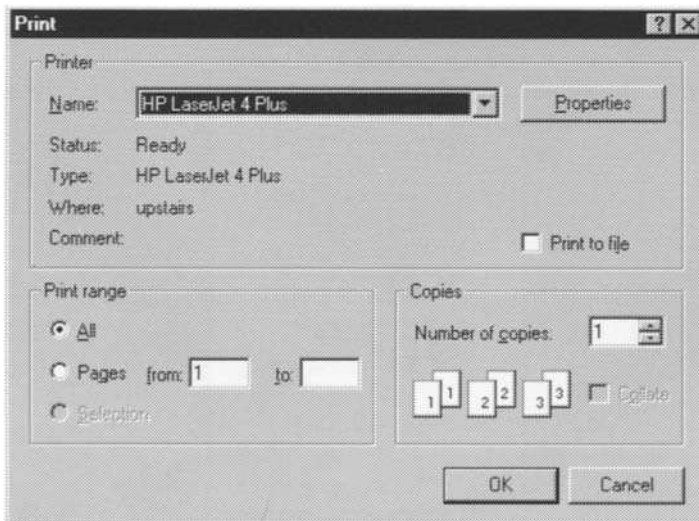 Print
Printer
Name: HP LaserJet 4 Plus Properties
Status: Ready
Type: HP LaserJet 4 Plus
Where: upstairs
Comment:
Print to file
Print range
All
Pages from: 1 to:
Selection
Copies
Number of copies: 1
1 1 2 2 3 3 Collate
OK Cancel